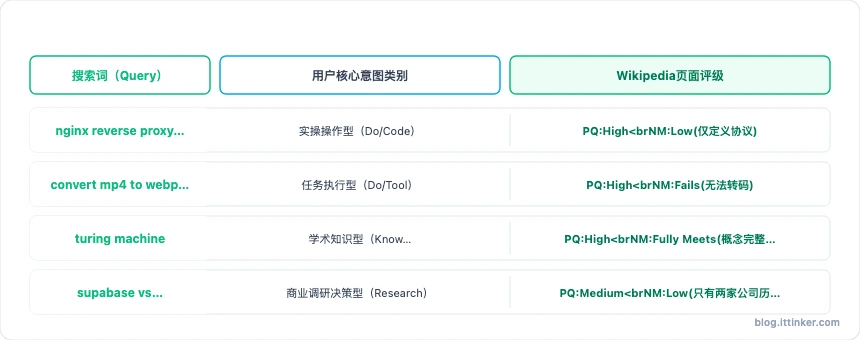 搜索词（Query） 用户核心意图类别 Wikipedia页面评级
nginx reverse proxy... 实操操作型（Do/Code） PQ:High<brNM:Low(仅定义协议)
convert mp4 to webp... 任务执行型（Do/Tool） PQ:High<brNM:Fails(无法转码)
turing machine 学术知识型（Know... PQ:High<brNM:Fully Meets(概念完整...
supabase vs... 商业调研决策型（Research） PQ:Medium<brNM:Low(只有两家公司历...
blog.ittinker.com